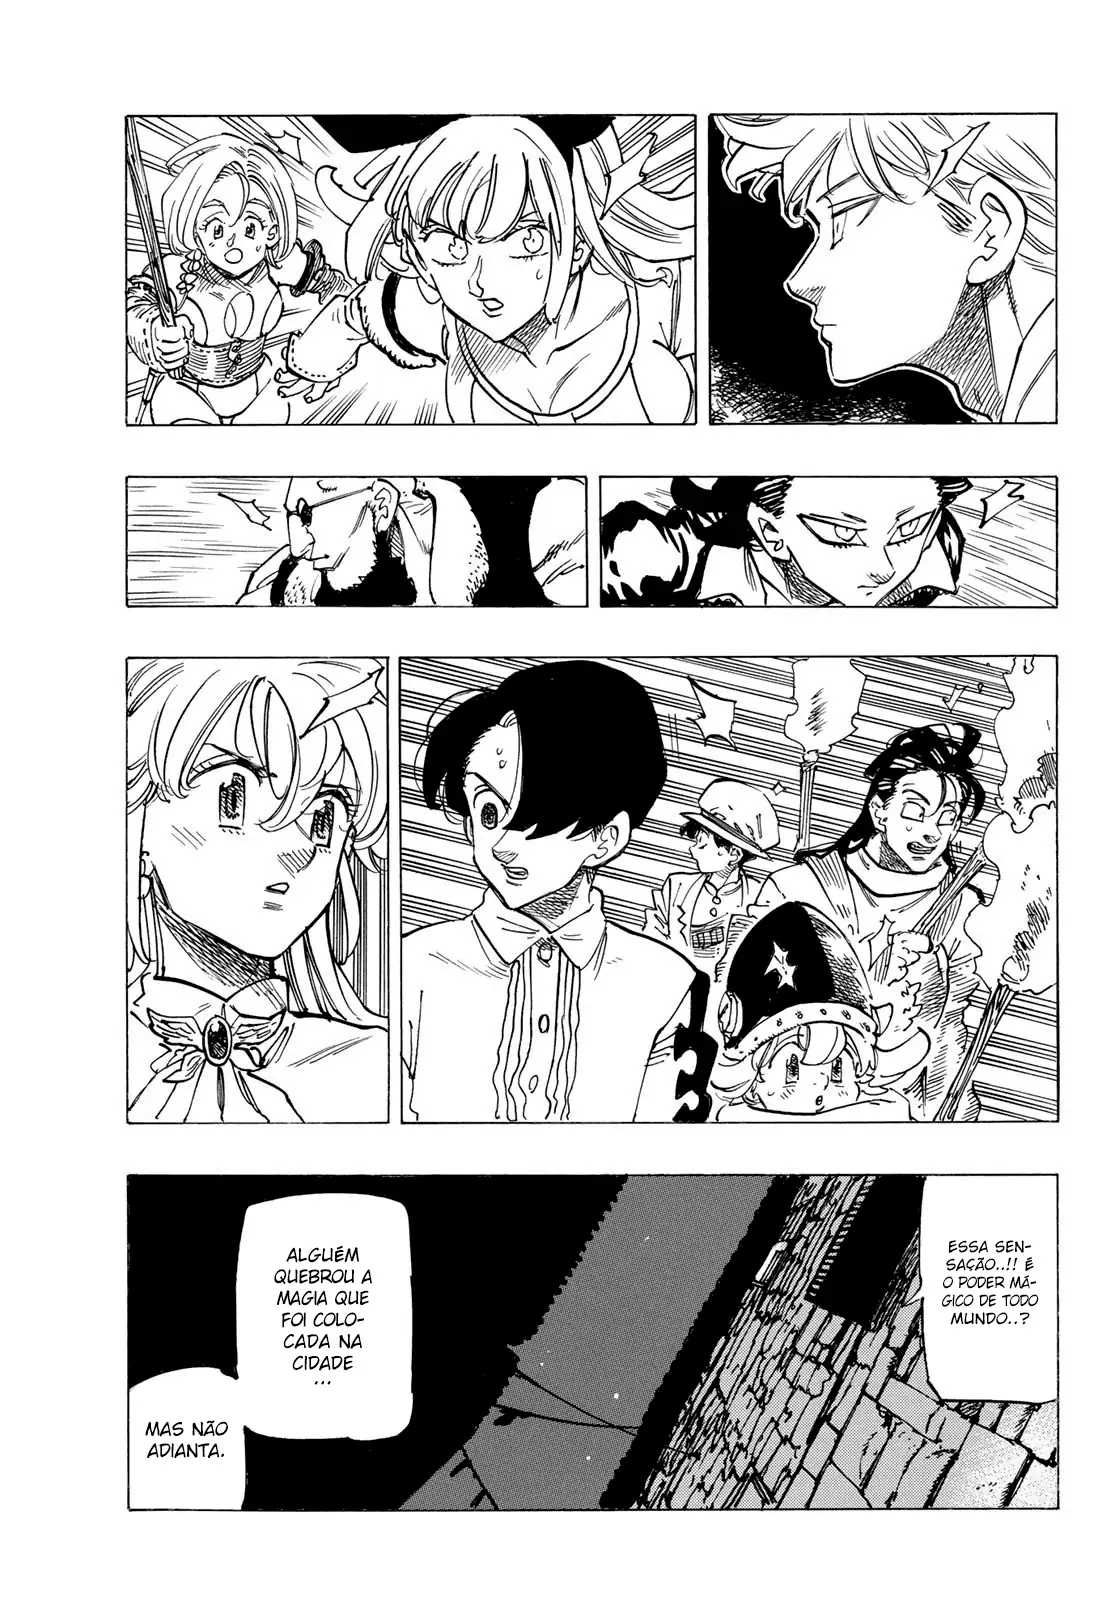 ESSA SEN-
SAÇÃO..!! É
O PODER MÁ-
GICO DE TODO
MUNDO..?
ALGUÉM
QUEBROU A
MAGIA QUE
FOI COLO-
CADA NA
CIDADE
...
MAS NÃO
ADIANTA.